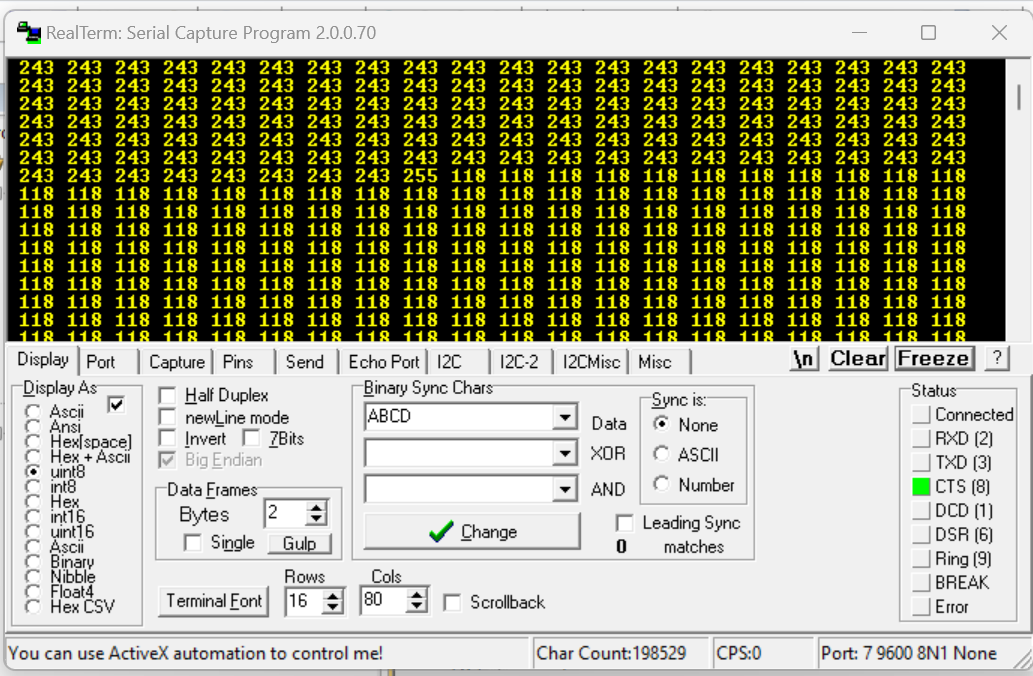 RealTerm: Serial Capture Program 2.0.0.70
243 243 243 243 243 243 243 243 243 243 243 243 243 243 243 243 243 243 243 243
243 243 243 243 243 243 243 243 243 243 243 243 243 243 243 243 243 243 243 243
243 243 243 243 243 243 243 243 243 243 243 243 243 243 243 243 243 243 243 243
243 243 243 243 243 243 243 243 243 243 243 243 243 243 243 243 243 243 243 243
243 243 243 243 243 243 243 243 243 243 243 243 243 243 243 243 243 243 243 243
243 243 243 243 243 243 243 243 243 243 243 243 243 243 243 243 243 243 243 243
243 243 243 243 243 243 243 243 255 118 118 118 118 118 118 118 118 118 118 118
118 118 118 118 118 118 118 118 118 118 118 118 118 118 118 118 118 118 118 118
118 118 118 118 118 118 118 118 118 118 118 118 118 118 118 118 118 118 118 118
118 118 118 118 118 118 118 118 118 118 118 118 118 118 118 118 118 118 118 118
118 118 118 118 118 118 118 118 118 118 118 118 118 118 118 118 118 118 118 118
118 118 118 118 118 118 118 118 118 118 118 118 118 118 118 118 118 118 118 118
118 118 118 118 118 118 118 118 118 118 118 118 118 118 118 118 118 118 118 118
118 118 118 118 118 118 118 118 118 118 118 118 118 118 118 118 118 118 118 118
118 118 118 118 118 118 118 118 118 118 118 118 118 118 118 118 118 118 118 118
118 118 118 118 118 118 118 118 118 118 118 118 118 118 118 118 118 118 118 118
Display Port Capture Pins Send Echo Port I2C I2C-2 I2CMisc Misc \n Clear Freeze ?
Display As
Ascii
Ansi
Hex[space]
Hex + Ascii
uint8
int8
Hex
int16
uint16
Ascii
Binary
Nibble
Float4
Hex CSV
Half Duplex
newLine mode
Invert 7Bits
Big Endian
Data Frames
Bytes 2
Single Gulp
Rows Cols
Terminal Font 16 80 Scrollback
Binary Sync Chars
ABCD Data
XOR
AND
Change
Sync is:
None
ASCII
Number
Leading Sync
0 matches
Status
Connected
RXD (2)
TXD (3)
CTS (8)
DCD (1)
DSR (6)
Ring (9)
BREAK
Error
You can use ActiveX automation to control me! Char Count:198529 CPS:0 Port: 7 9600 8N1 None